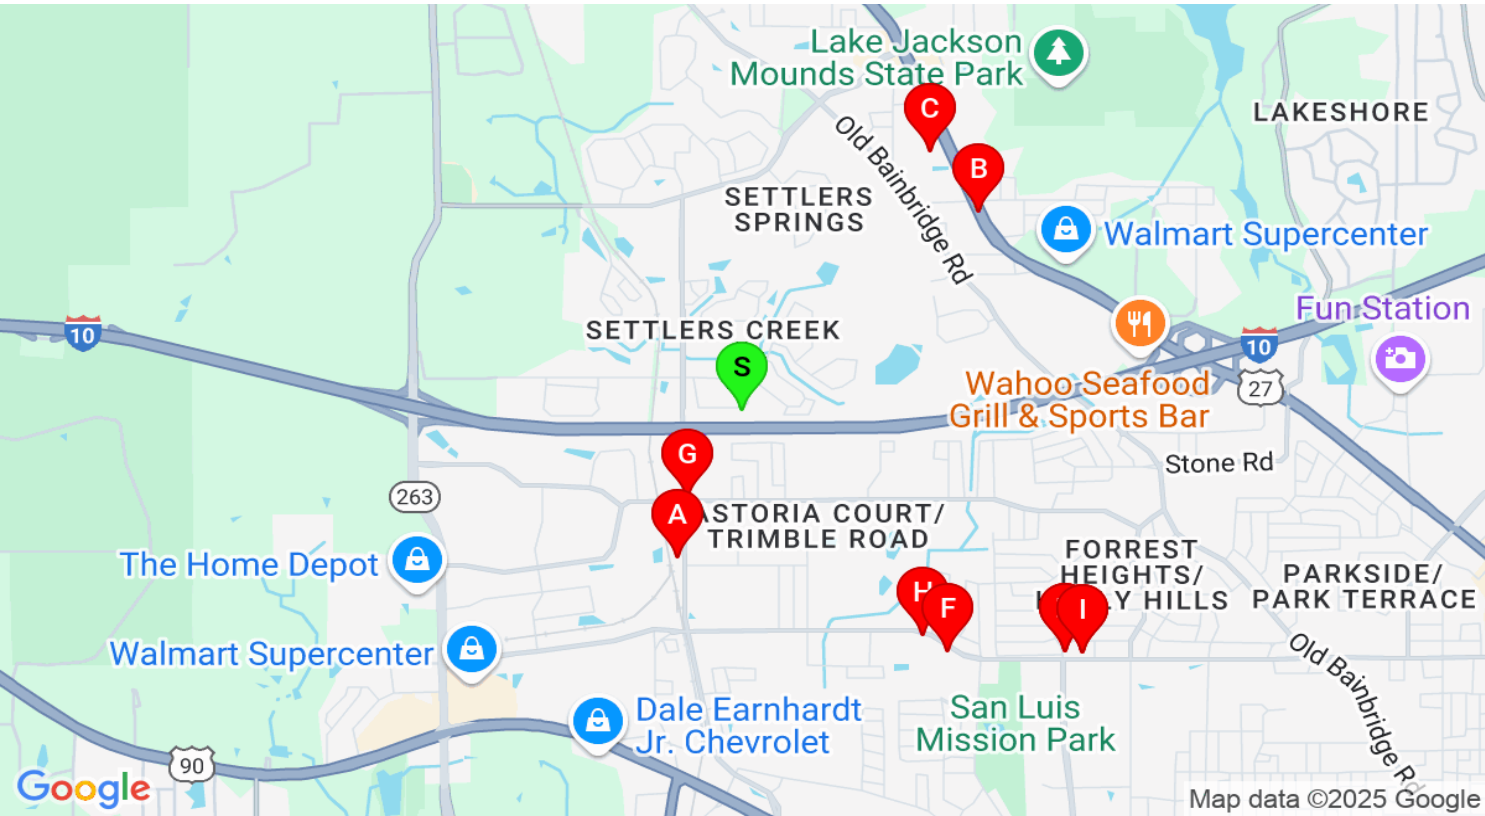 Lake Jackson
Mounds State Park
LAKESHORE
C
Old Bainbridge Rd
B
SETTLERS
SPRINGS
Walmart Supercenter
Fun Station
10
SETTLERS CREEK
10
S
Wahoo Seafood
Grill & Sports Bar
27
G
Stone Rd
263
A
ASTORIA COURT/
TRIMBLE ROAD
The Home Depot
FORREST
HEIGHTS/
HILLS
PARKSIDE/
PARK TERRACE
H
F
I
Walmart Supercenter
Old Bainbridge Rd
Dale Earnhardt
Jr. Chevrolet
San Luis
Mission Park
90
Google
Map data ©2025 Google